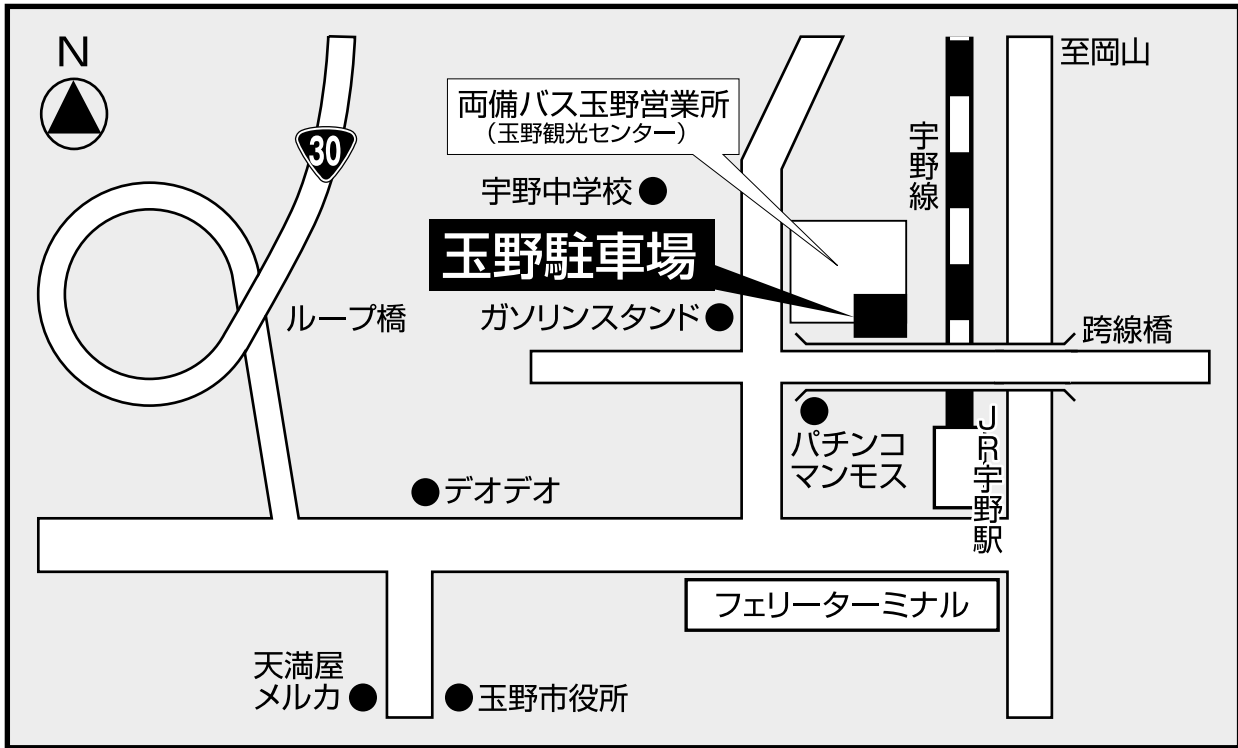 N
至岡山
両備バス玉野営業所
（玉野観光センター）
30
宇野線
宇野中学校
玉野駐車場
ループ橋
ガソリンスタンド
跨線橋
パチンコ
マンモス
JR宇野駅
デオデオ
フェリーターミナル
天満屋
メルカ
玉野市役所